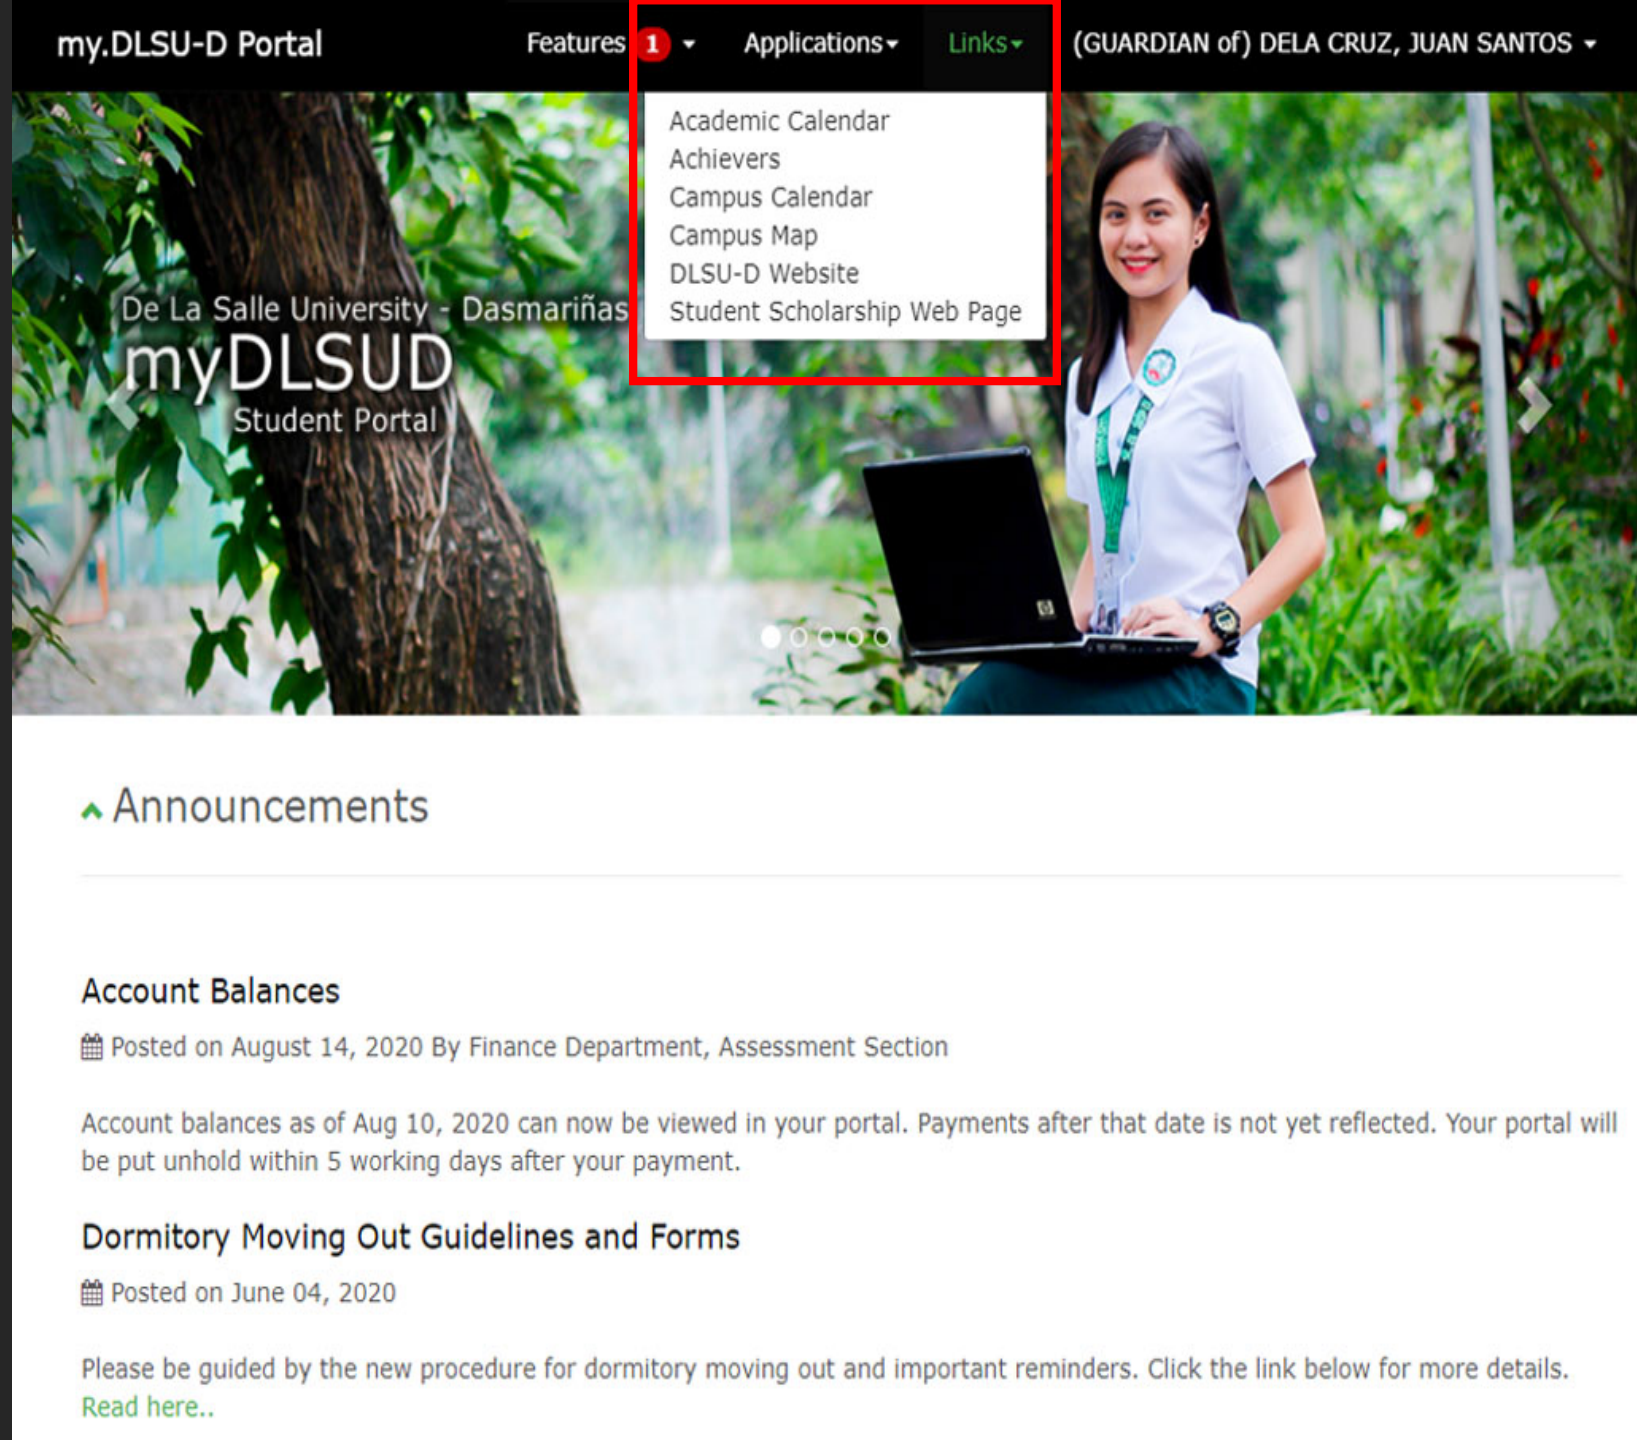 my.DLSU-D Portal
Features 1
Applications
Links
(GUARDIAN of) DELA CRUZ, JUAN SANTOS
Academic Calendar
Achievers
Campus Calendar
Campus Map
DLSU-D Website
Student Scholarship Web Page
De La Salle University - Dasmariñas
myDLSUD
Student Portal
Announcements
Account Balances
Posted on August 14, 2020 By Finance Department, Assessment Section
Account balances as of Aug 10, 2020 can now be viewed in your portal. Payments after that date is not yet reflected. Your portal will
be put unhold within 5 working days after your payment.
Dormitory Moving Out Guidelines and Forms
Posted on June 04, 2020
Please be guided by the new procedure for dormitory moving out and important reminders. Click the link below for more details.
Read here..